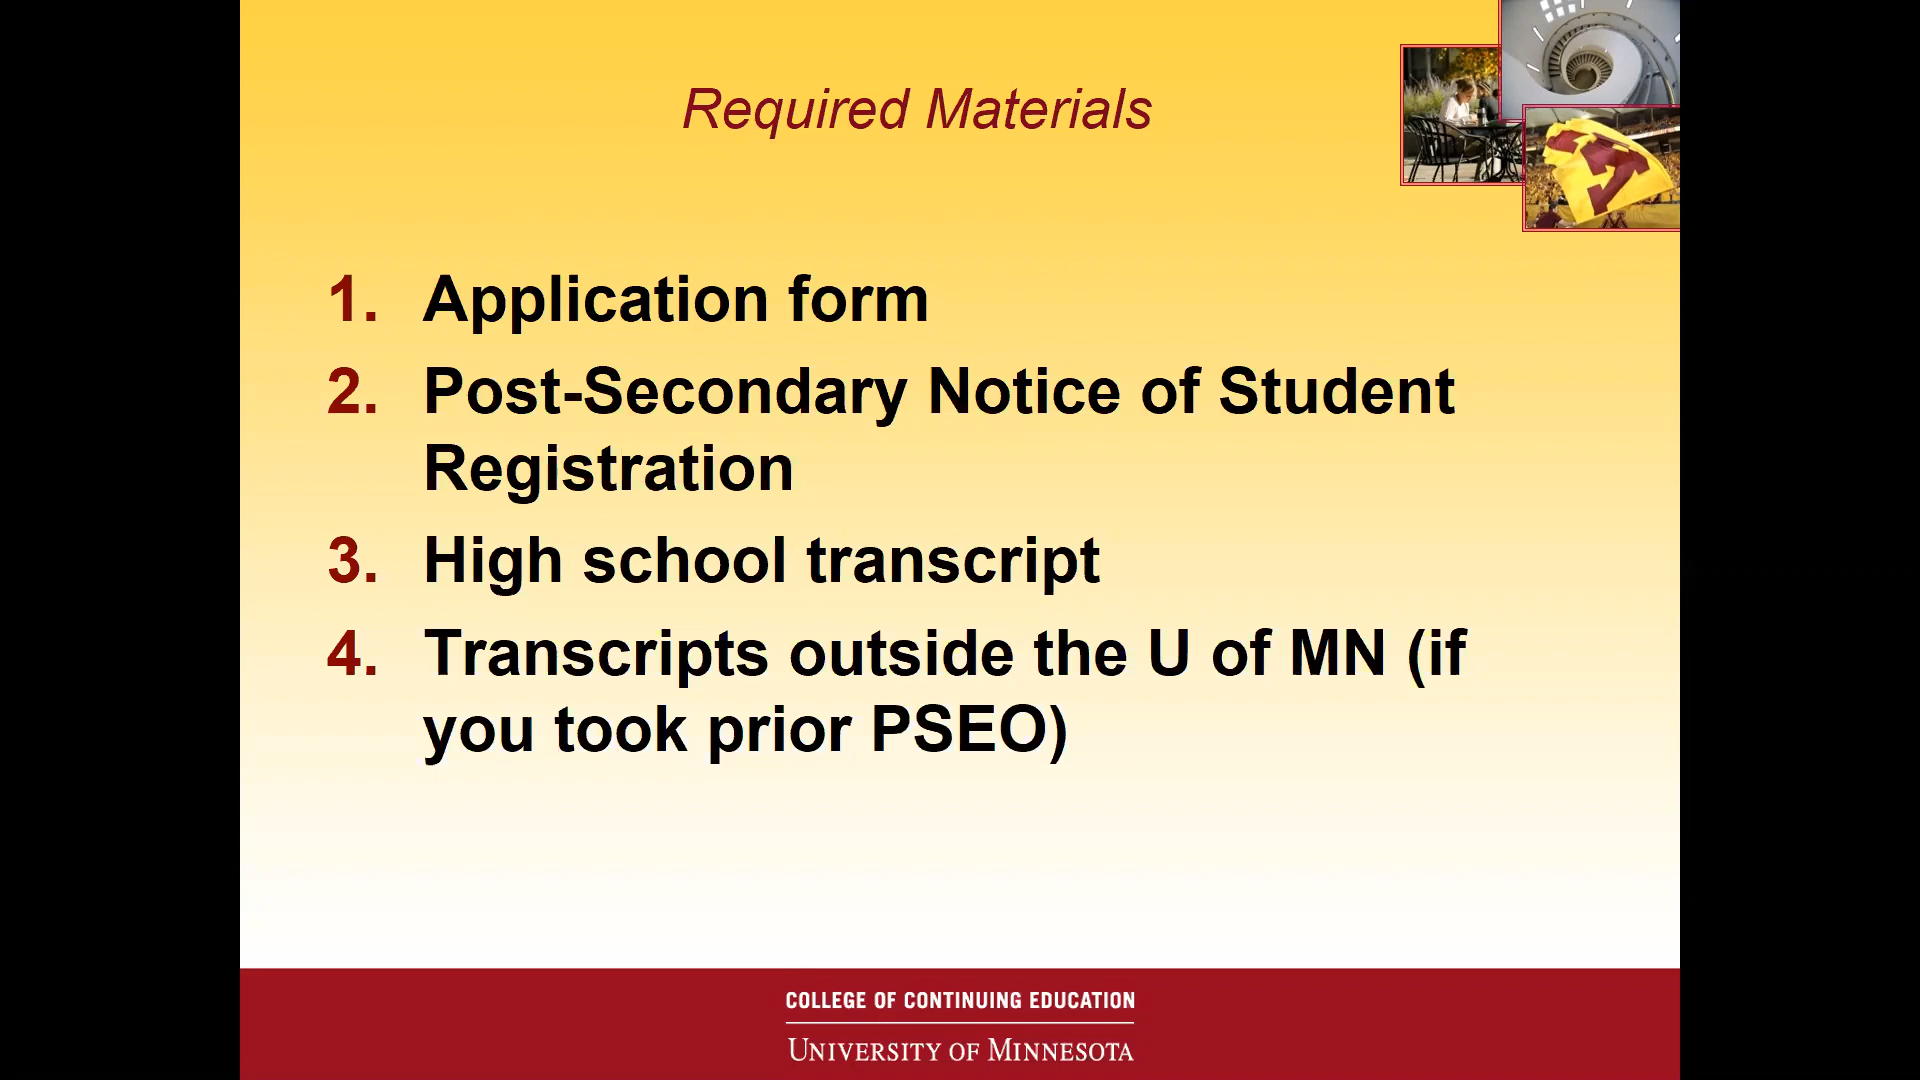 Required Materials
1. Application form
2. Post-Secondary Notice of Student
Registration
3. High school transcript
4. Transcripts outside the U of MN (if
you took prior PSEO)
COLLEGE OF CONTINUING EDUCATION
UNIVERSITY OF MINNESOTA